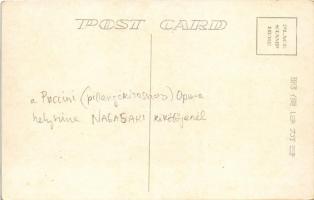 POST CARD
PLACE
STAMP
HERE
a Puccini (pillangókisasszony) Opera
helyszíne NAGASAKI kikötőjénél